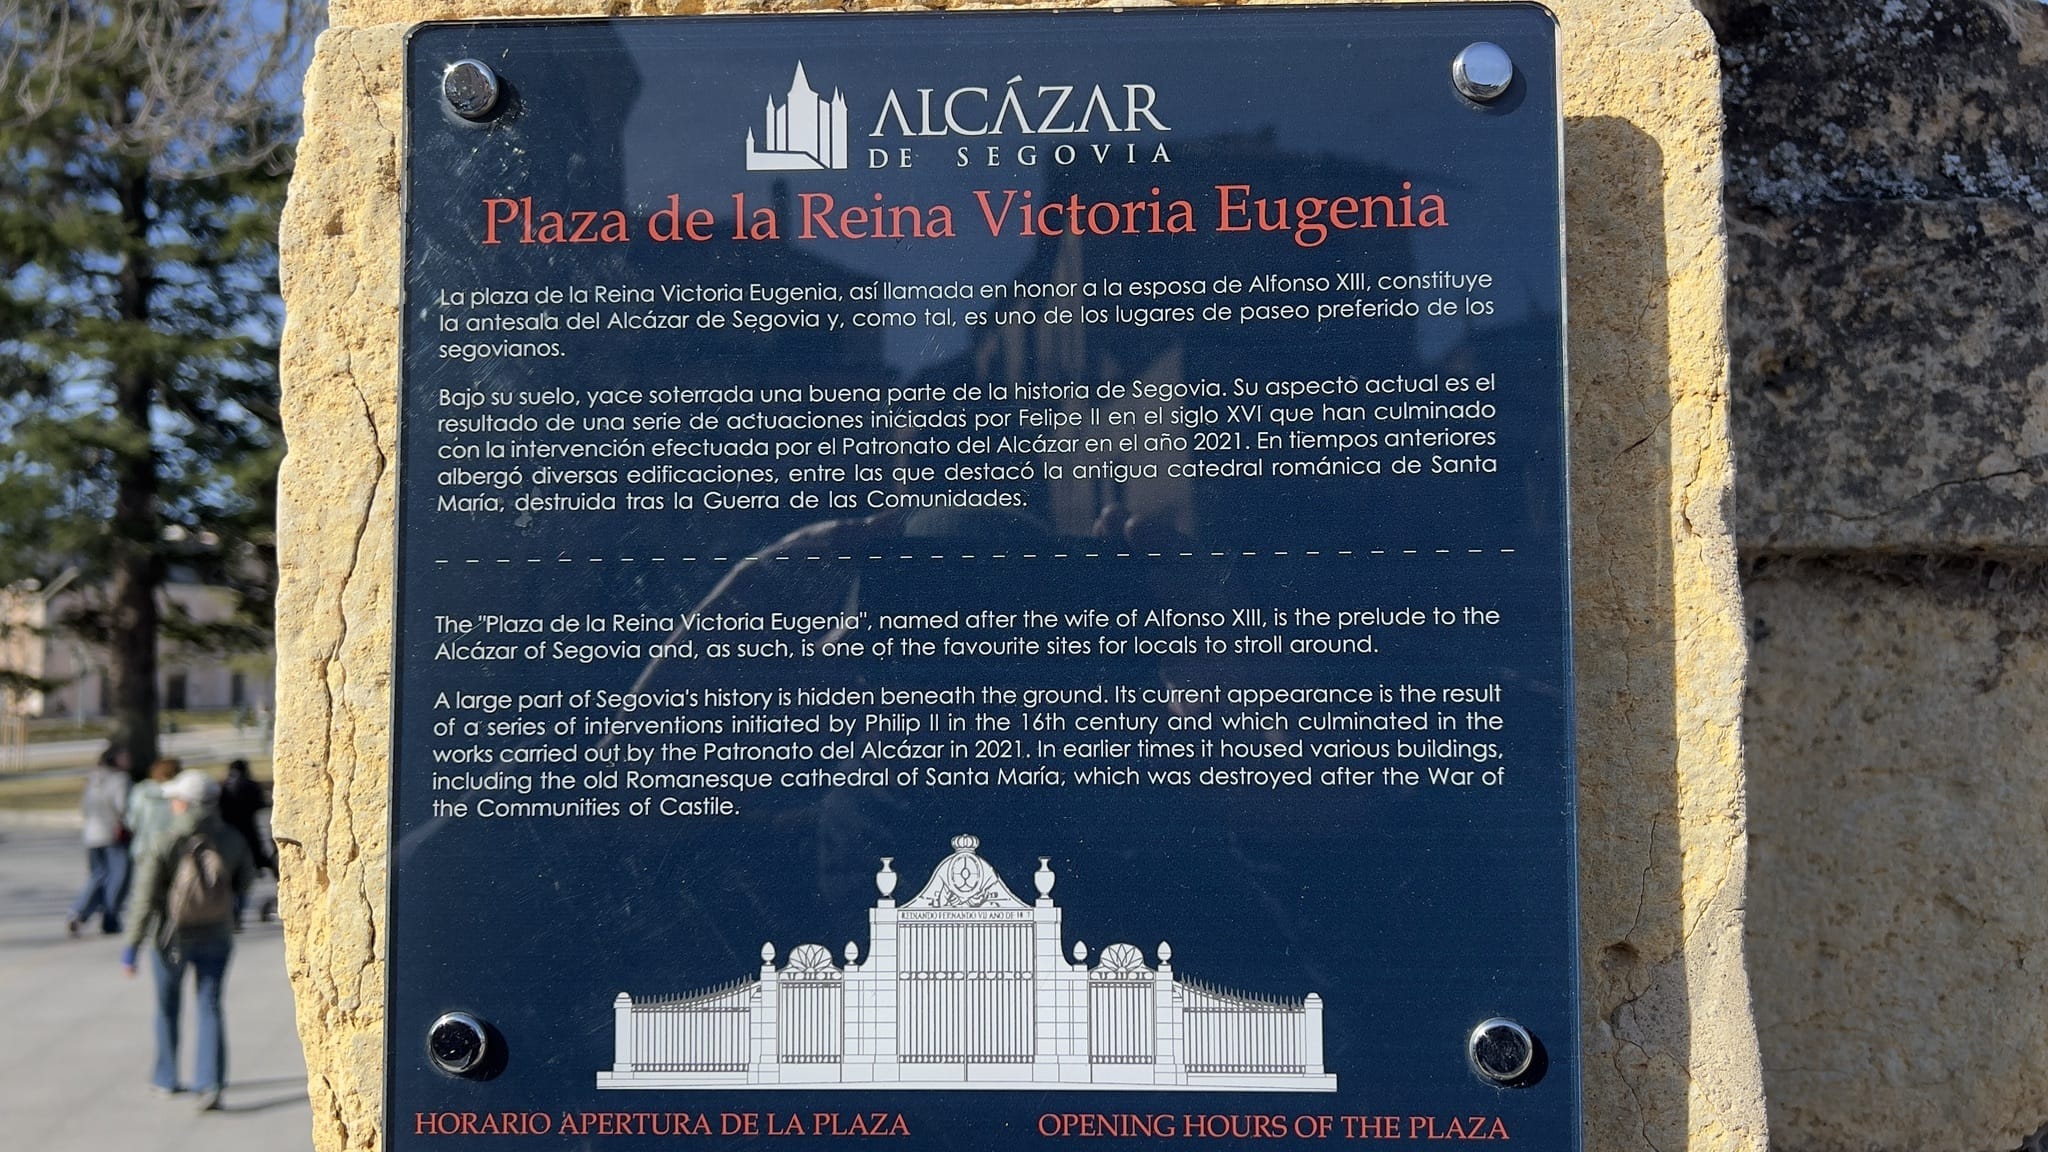 ALCÁZAR
DE SEGOVIA
Plaza de la Reina Victoria Eugenia
La plaza de la Reina Victoria Eugenia, así llamada en honor a la esposa de Alfonso XIII, constituye
la antesala del Alcázar de Segovia y, como tal, es uno de los lugares de paseo preferido de los
segovianos.
Bajo su suelo, yace soterrada una buena parte de la historia de Segovia. Su aspecto actual es el
resultado de una serie de actuaciones iniciadas por Felipe II en el siglo XVI que han culminado
con la intervención efectuada por el Patronato del Alcázar en el año 2021. En tiempos anteriores
albergó diversas edificaciones, entre las que destacó la antigua catedral románica de Santa
María, destruida tras la Guerra de las Comunidades.
The "Plaza de la Reina Victoria Eugenia", named after the wife of Alfonso XIII, is the prelude to the
Alcázar of Segovia and, as such, is one of the favourite sites for locals to stroll around.
A large part of Segovia's history is hidden beneath the ground. Its current appearance is the result
of a series of interventions initiated by Philip II in the 16th century and which culminated in the
works carried out by the Patronato del Alcázar in 2021. In earlier times it housed various buildings,
including the old Romanesque cathedral of Santa María, which was destroyed after the War of
the Communities of Castile.
REINANDO FERNANDO VII AÑO DE
HORARIO APERTURA DE LA PLAZA
OPENING HOURS OF THE PLAZA